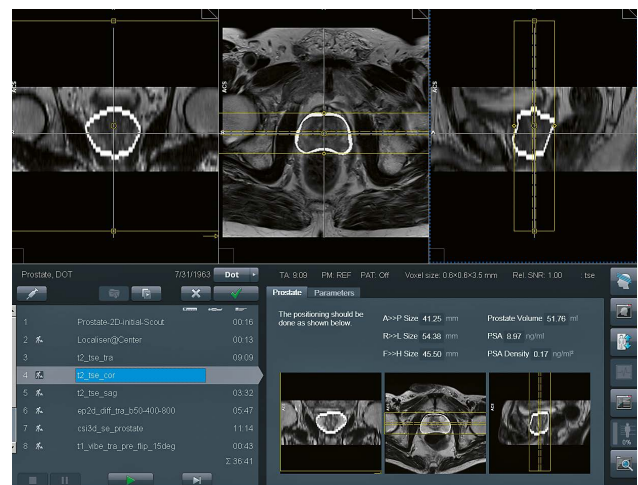 ACS
ACS
ACS
Prostate, DOT
7/31/1963
Dot
1 Prostate-2D-initial-Scout 00:16
2 Localiser@Center 00:13
3 t2_tse_tra 09:09
4 t2_tse_cor
5 t2_tse_sag 03:32
6 ep2d_diff_tra_b50-400-800 05:47
7 csi3d_se_prostate 11:14
8 t1_vibe_tra_pre_flip_15deg 00:43
Σ 36:41
TA: 9:09 PM: REF PAT: Off Voxel size: 0.6×0.6×3.5 mm Rel. SNR: 1.00 : tse
Prostate Parameters
The positioning should be
done as shown below.
A>>P Size 41.25 mm
R>>L Size 54.38 mm
F>>H Size 45.50 mm
Prostate Volume 51.76 ml
PSA 8.97 ng/ml
PSA Density 0.17 ng/ml²
ACS
0%